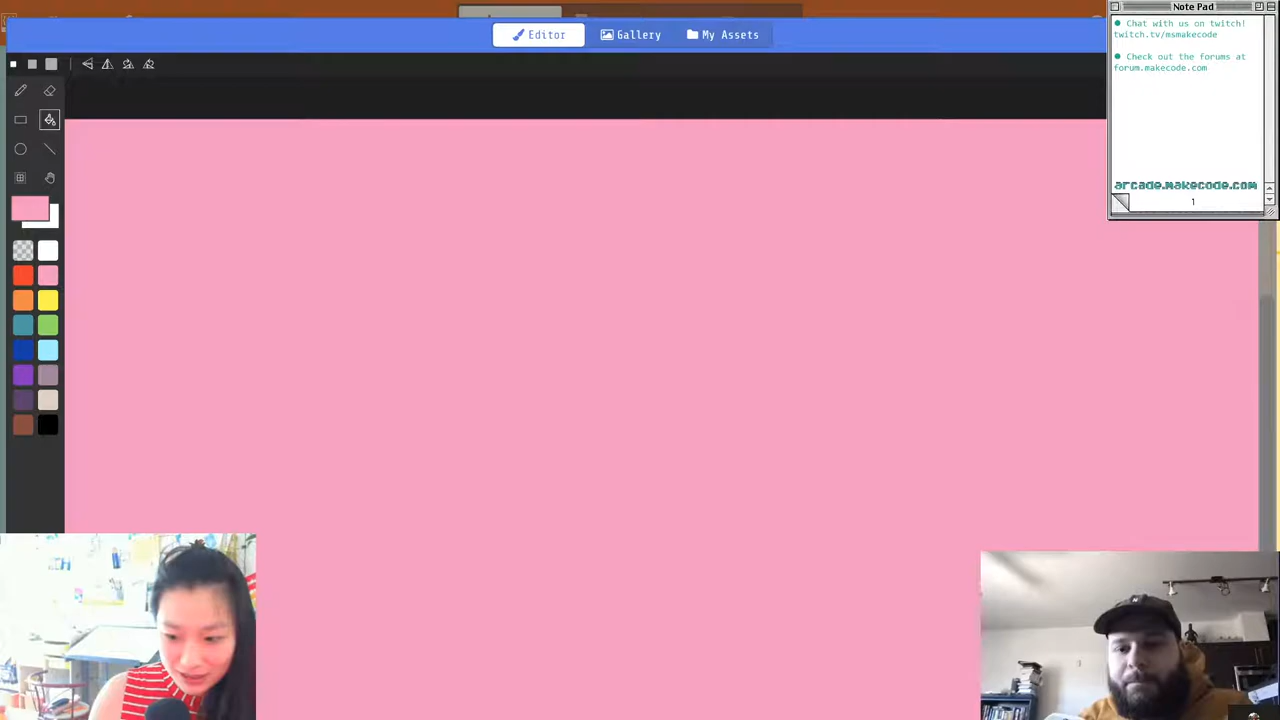 Editor
Gallery
My Assets
Note Pad
Chat with us on twitch!
twitch.tv/msmakecode
Check out the forums at
forum.makecode.com
arcade.makecode.com
1